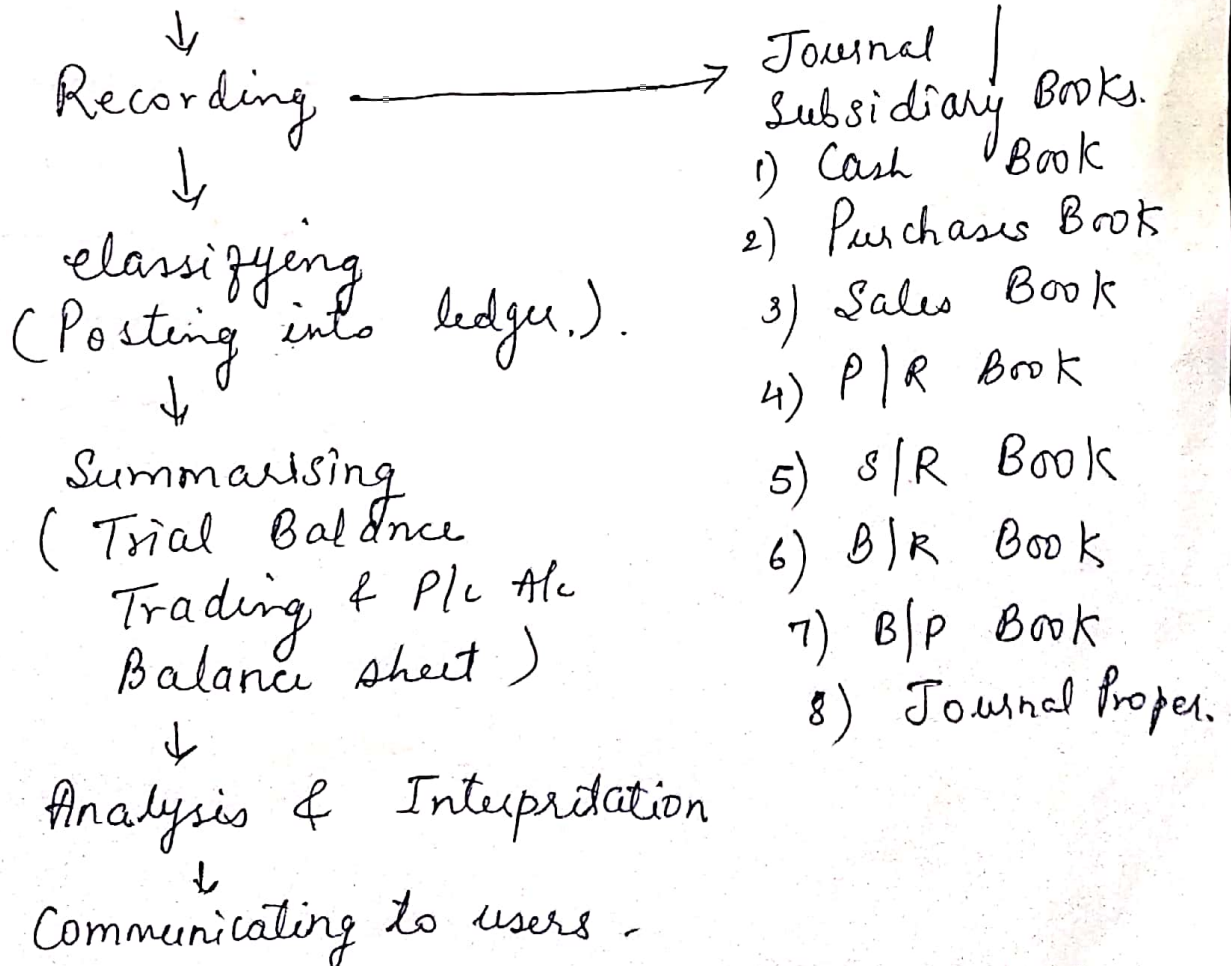 ↓
Recording →
↓
classifying
(Posting into ledger.).
↓
Summarising
( Trial Balance
Trading & P/L A/c
Balance sheet )
↓
Analysis & Interpretation
↓
Communicating to users.
Journal /
Subsidiary Books.
1) Cash Book
2) Purchases Book
3) Sales Book
4) P/R Book
5) S/R Book
6) B/R Book
7) B/P Book
8) Journal Proper.